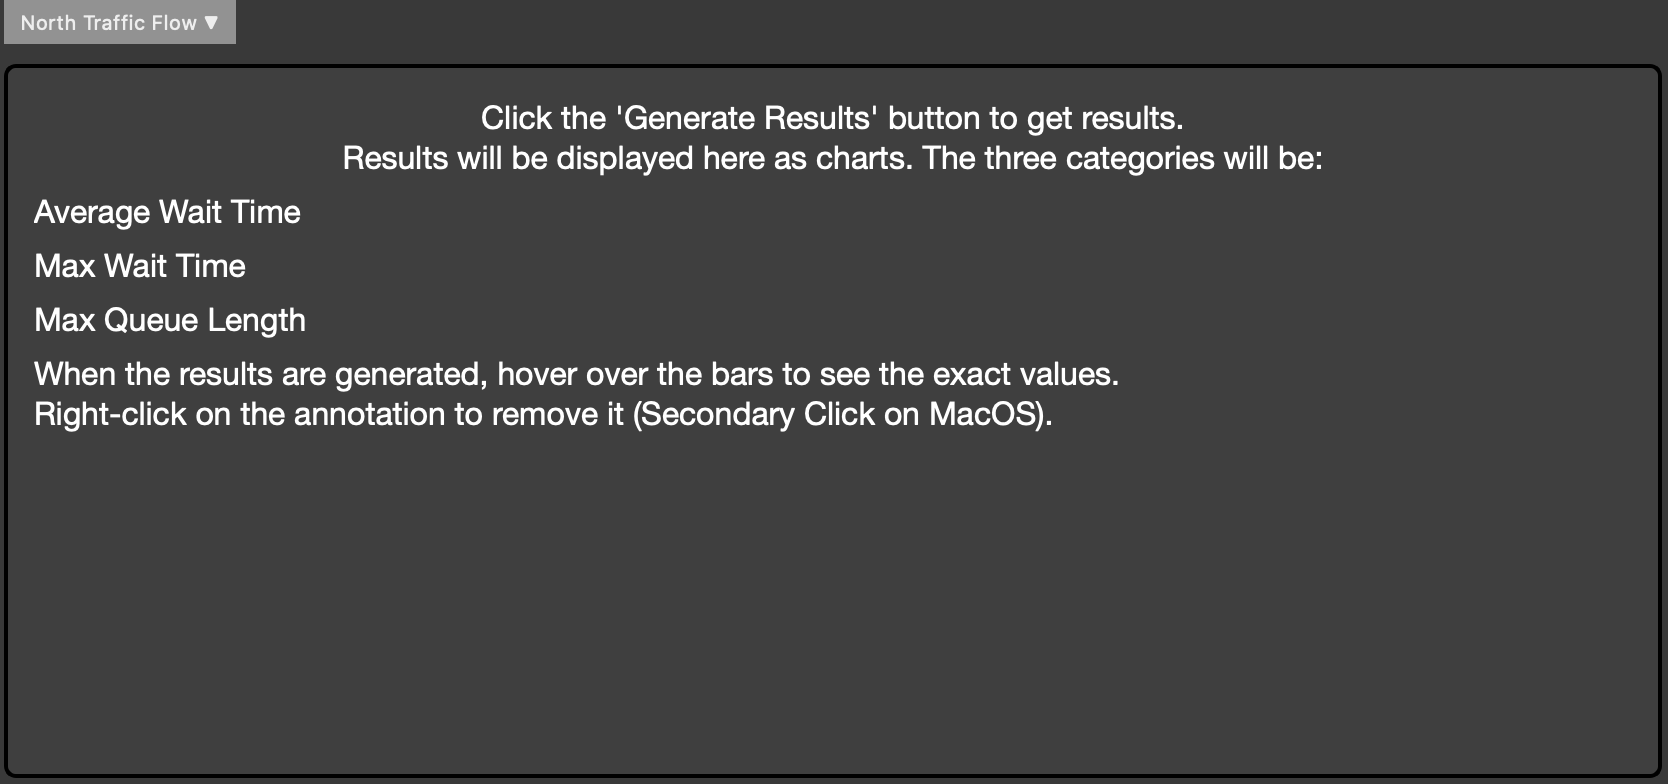 North Traffic Flow ▼
Click the 'Generate Results' button to get results.
Results will be displayed here as charts. The three categories will be:
Average Wait Time
Max Wait Time
Max Queue Length
When the results are generated, hover over the bars to see the exact values.
Right-click on the annotation to remove it (Secondary Click on MacOS).